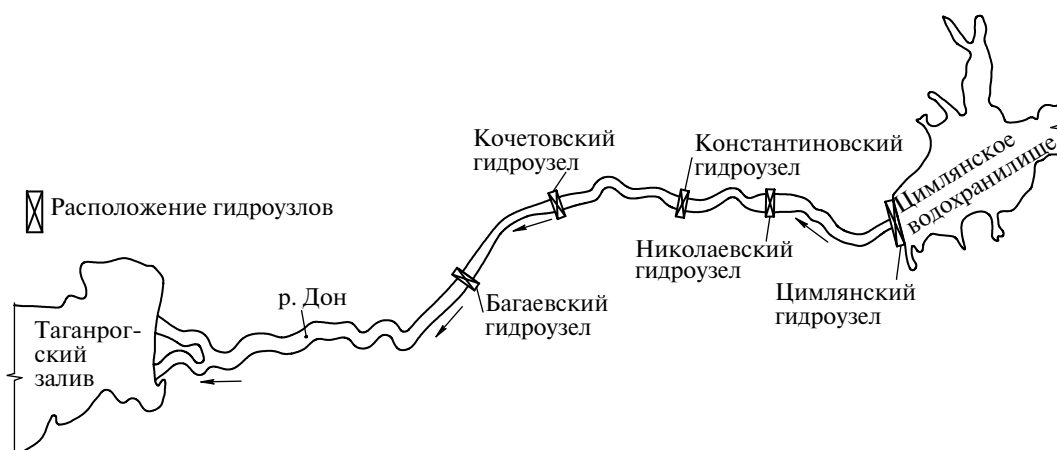 Кочетовский
гидроузел
Константиновский
гидроузел
Цимлянское
водохранилище
Расположение гидроузлов
Николаевский
гидроузел
Цимлянский
гидроузел
Багаевский
гидроузел
р. Дон
Таганрог-
ский
залив